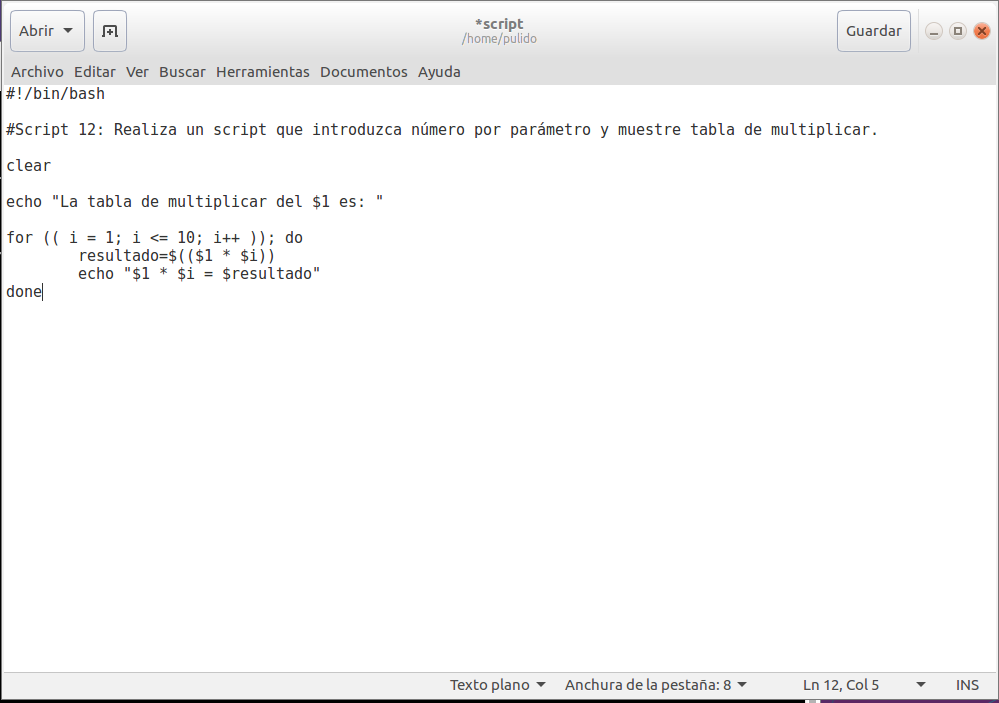 Abrir
*script
/home/pulido
Guardar
Archivo Editar Ver Buscar Herramientas Documentos Ayuda
#!/bin/bash
#Script 12: Realiza un script que introduzca número por parámetro y muestre tabla de multiplicar.
clear
echo "La tabla de multiplicar del $1 es: "
for (( i = 1; i <= 10; i++ )); do
        resultado=$(($1 * $i))
        echo "$1 * $i = $resultado"
done
Texto plano Anchura de la pestaña: 8 Ln 12, Col 5 INS